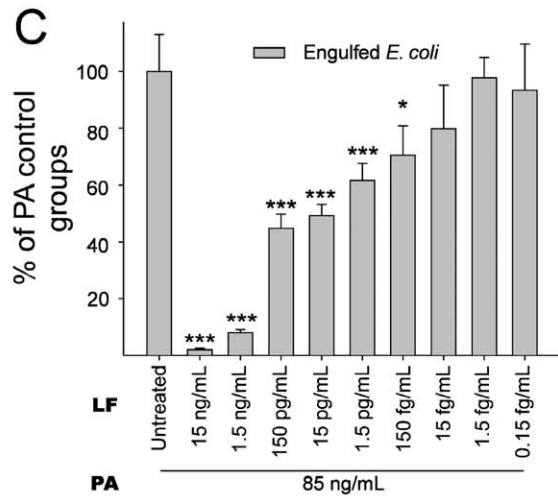 C
Engulfed E. coli
% of PA control
groups
100
80
60
40
20
***
***
***
***
***
*
LF
Untreated
15 ng/mL
1.5 ng/mL
150 pg/mL
15 pg/mL
1.5 pg/mL
150 fg/mL
15 fg/mL
1.5 fg/mL
0.15 fg/mL
PA
85 ng/mL